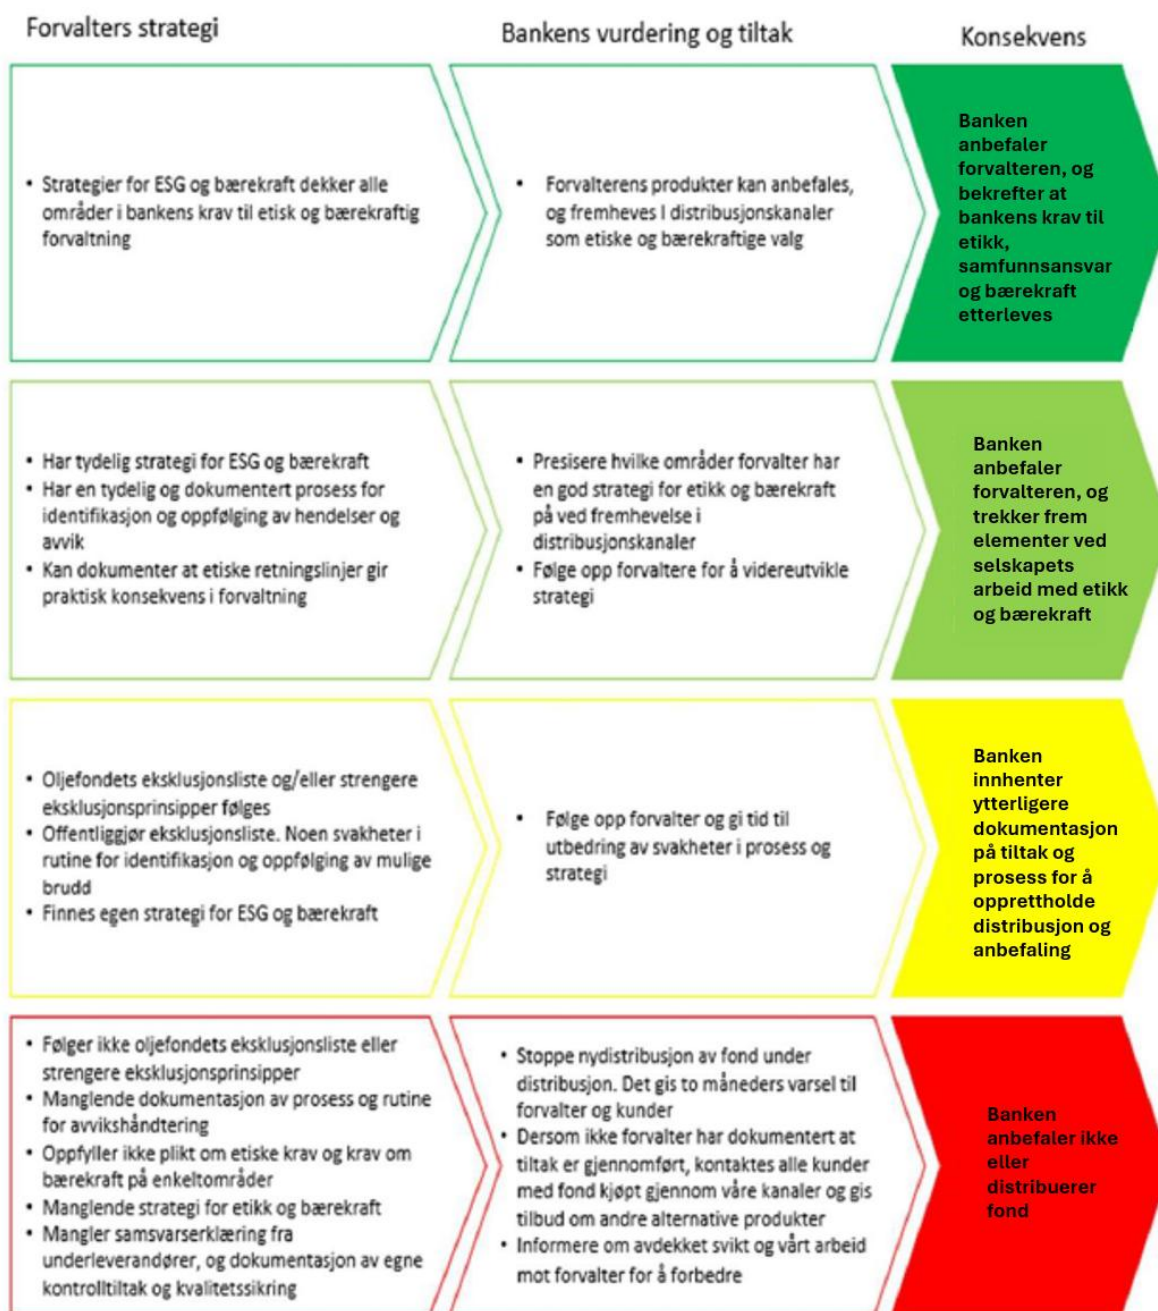 Forvalters strategi
Bankens vurdering og tiltak
Konsekvens
• Strategier for ESG og bærekraft dekker alle
områder i bankens krav til etisk og bærekraftig
forvaltning
• Forvalterens produkter kan anbefales,
og fremheves I distribusjonskanaler
som etiske og bærekraftige valg
Banken
anbefaler
forvalteren, og
bekrefter at
bankens krav til
etikk,
samfunnsansvar
og bærekraft
etterleves
• Har tydelig strategi for ESG og bærekraft
• Har en tydelig og dokumentert prosess for
identifikasjon og oppfølging av hendelser og
avvik
• Kan dokumenter at etiske retningslinjer gir
praktisk konsekvens i forvaltning
• Presisere hvilke områder forvalter har
en god strategi for etikk og bærekraft
på ved fremhevelse i
distribusjonskanaler
• Følge opp forvaltere for å videreutvikle
strategi
Banken
anbefaler
forvalteren, og
trekker frem
elementer ved
selskapets
arbeid med etikk
og bærekraft
• Oljefondets eksklusjonsliste og/eller strengere
eksklusjonsprinsipper følges
• Offentliggjør eksklusjonsliste. Noen svakheter i
rutine for identifikasjon og oppfølging av mulige
brudd
• Finnes egen strategi for ESG og bærekraft
• Følge opp forvalter og gi tid til
utbedring av svakheter i prosess og
strategi
Banken
innhenter
ytterligere
dokumentasjon
på tiltak og
prosess for å
opprettholde
distribusjon og
anbefaling
• Følger ikke oljefondets eksklusjonsliste eller
strengere eksklusjonsprinsipper
• Manglende dokumentasjon av prosess og rutine
for avvikshåndtering
• Oppfyller ikke plikt om etiske krav og krav om
bærekraft på enkeltområder
• Manglende strategi for etikk og bærekraft
• Mangler samsvarserklæring fra
underleverandører, og dokumentasjon av egne
kontrolltiltak og kvalitetssikring
• Stoppe nydistribusjon av fond under
distribusjon. Det gis to måneders varsel til
forvalter og kunder
• Dersom ikke forvalter har dokumentert at
tiltak er gjennomført, kontaktes alle kunder
med fond kjøpt gjennom våre kanaler og gis
tilbud om andre alternative produkter
• Informere om avdekket svikt og vårt arbeid
mot forvalter for å forbedre
Banken
anbefaler ikke
eller
distribuerer
fond